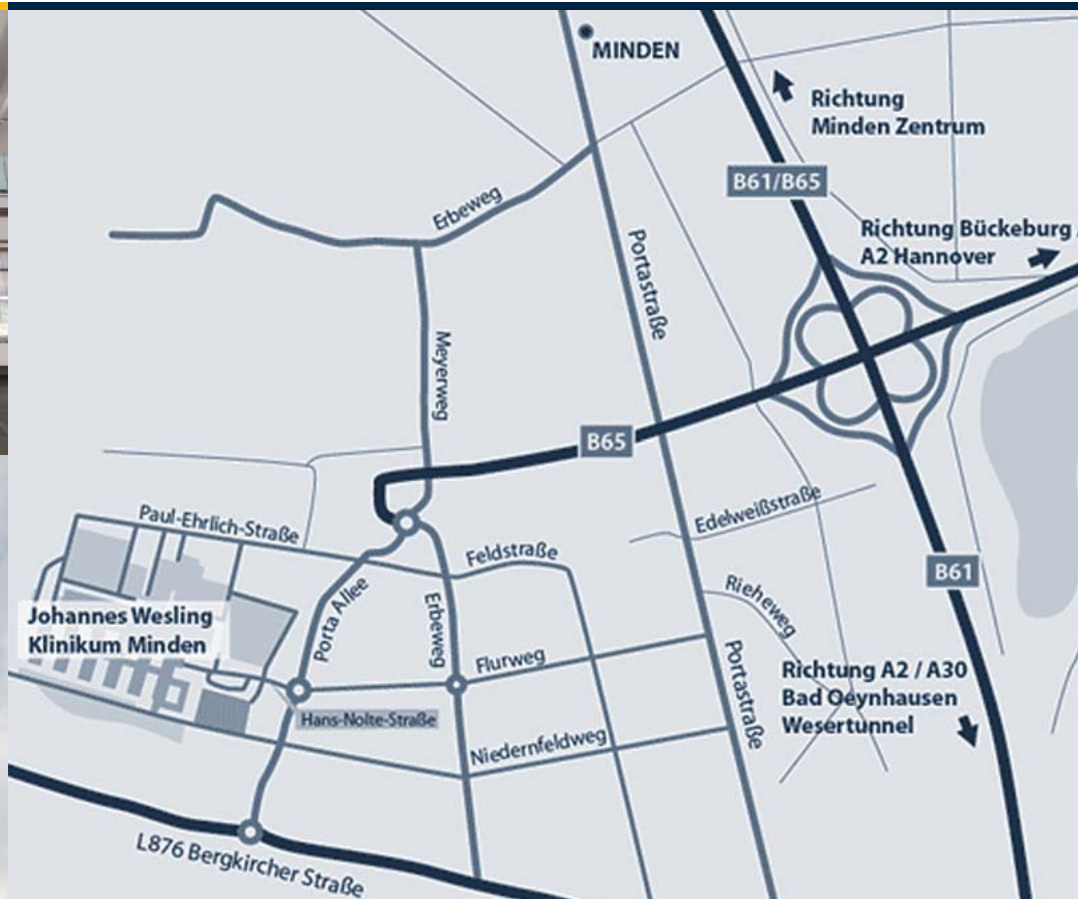 MINDEN
Richtung
Minden Zentrum
B61/B65
Erbeweg
Richtung Bückeburg
A2 Hannover
Portastraße
Meyerweg
B65
Edelweißstraße
Paul-Ehrlich-Straße
Feldstraße
B61
Rieheweg
Johannes Wesling
Klinikum Minden
Porta Allee
Erbeweg
Flurweg
Portastraße
Richtung A2 / A30
Bad Oeynhausen
Wesertunnel
Hans-Nolte-Straße
Niedernfeldweg
L876 Bergkircher Straße